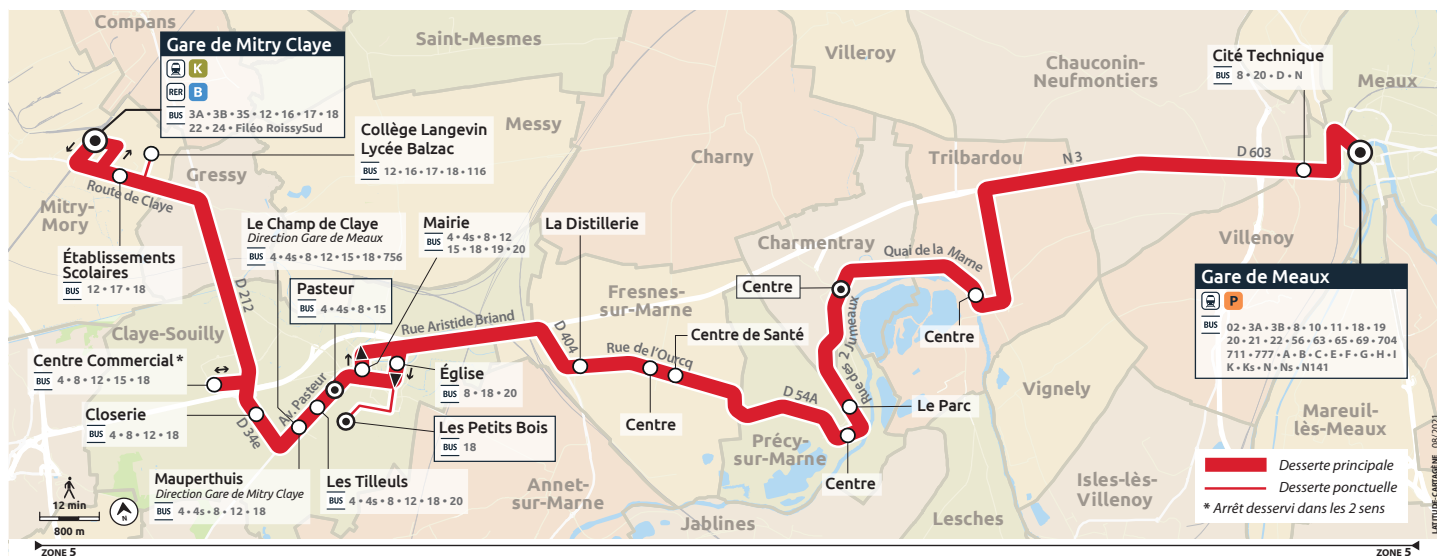 Compans
Saint-Mesmes
Villeroy
Chauconin-
Neufmontiers
Meaux
Gare de Mitry Claye
K
RER B
BUS 3A • 3B • 3S • 12 • 16 • 17 • 18
22 • 24 • Filéo RoissySud
Cité Technique
BUS 8 • 20 • D • N
Messy
Collège Langevin
Lycée Balzac
BUS 12 • 16 • 17 • 18 • 116
Charny
Trilbardou
N 3
D 603
Gressy
Route de Claye
Mitry-
Mory
Établissements
Scolaires
BUS 12 • 17 • 18
D 212
Le Champ de Claye
Direction Gare de Meaux
BUS 4 • 4s • 8 • 12 • 15 • 18 • 756
Mairie
BUS 4 • 4s • 8 • 12
15 • 18 • 19 • 20
La Distillerie
Charmentray
Quai de la Marne
Villenoy
Gare de Meaux
P
BUS 02 • 3A • 3B • 8 • 10 • 11 • 18 • 19
20 • 21 • 22 • 56 • 63 • 65 • 69 • 704
711 • 777 • A • B • C • E • F • G • H • I
K • Ks • N • Ns • N141
Pasteur
BUS 4 • 4s • 8 • 15
Centre
Fresnes-
sur-Marne
Rue Aristide Briand
D 404
Rue de l'Ourcq
Centre de Santé
Centre
Rue des 2 Jumeaux
Claye-Souilly
Centre Commercial *
BUS 4 • 8 • 12 • 15 • 18
Église
BUS 8 • 18 • 20
Av. Pasteur
Closerie
BUS 4 • 8 • 12 • 18
D 34e
Les Petits Bois
BUS 18
Centre
D 54A
Le Parc
Vignely
Précy-
sur-Marne
Centre
Mareuil-
lès-Meaux
Mauperthuis
Direction Gare de Mitry Claye
BUS 4 • 4s • 8 • 12 • 18
Les Tilleuls
BUS 4 • 4s • 8 • 12 • 18 • 20
Annet-
sur-Marne
Jablines
Lesches
Isles-lès-
Villenoy
Desserte principale
Desserte ponctuelle
* Arrêt desservi dans les 2 sens
12 min
800 m
N
LATITUDE-CARTAGÈNE 08/2021
ZONE 5
ZONE 5